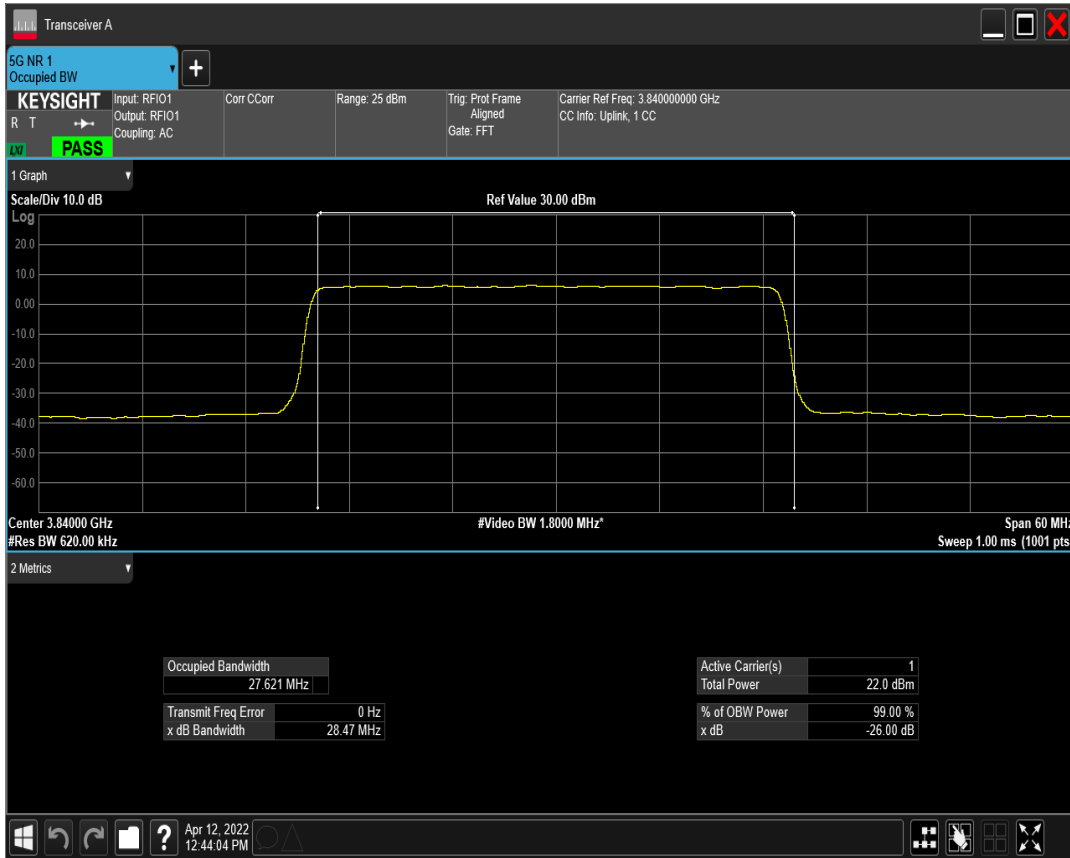 Transceiver A
5G NR 1
Occupied BW
KEYSIGHT
Input: RFIO1
Corr CCorr
Range: 25 dBm
Trig: Prot Frame
Carrier Ref Freq: 3.840000000 GHz
R T
Output: RFIO1
Aligned
CC Info: Uplink, 1 CC
Coupling: AC
Gate: FFT
LXI
PASS
1 Graph
Scale/Div 10.0 dB
Ref Value 30.00 dBm
Log
20.0
10.0
0.00
-10.0
-20.0
-30.0
-40.0
-50.0
-60.0
Center 3.84000 GHz
#Video BW 1.8000 MHz*
Span 60 MHz
#Res BW 620.00 kHz
Sweep 1.00 ms (1001 pts
2 Metrics
Occupied Bandwidth
27.621 MHz
Transmit Freq Error 0 Hz
x dB Bandwidth 28.47 MHz
Active Carrier(s) 1
Total Power 22.0 dBm
% of OBW Power 99.00 %
x dB -26.00 dB
?
Apr 12, 2022
12:44:04 PM